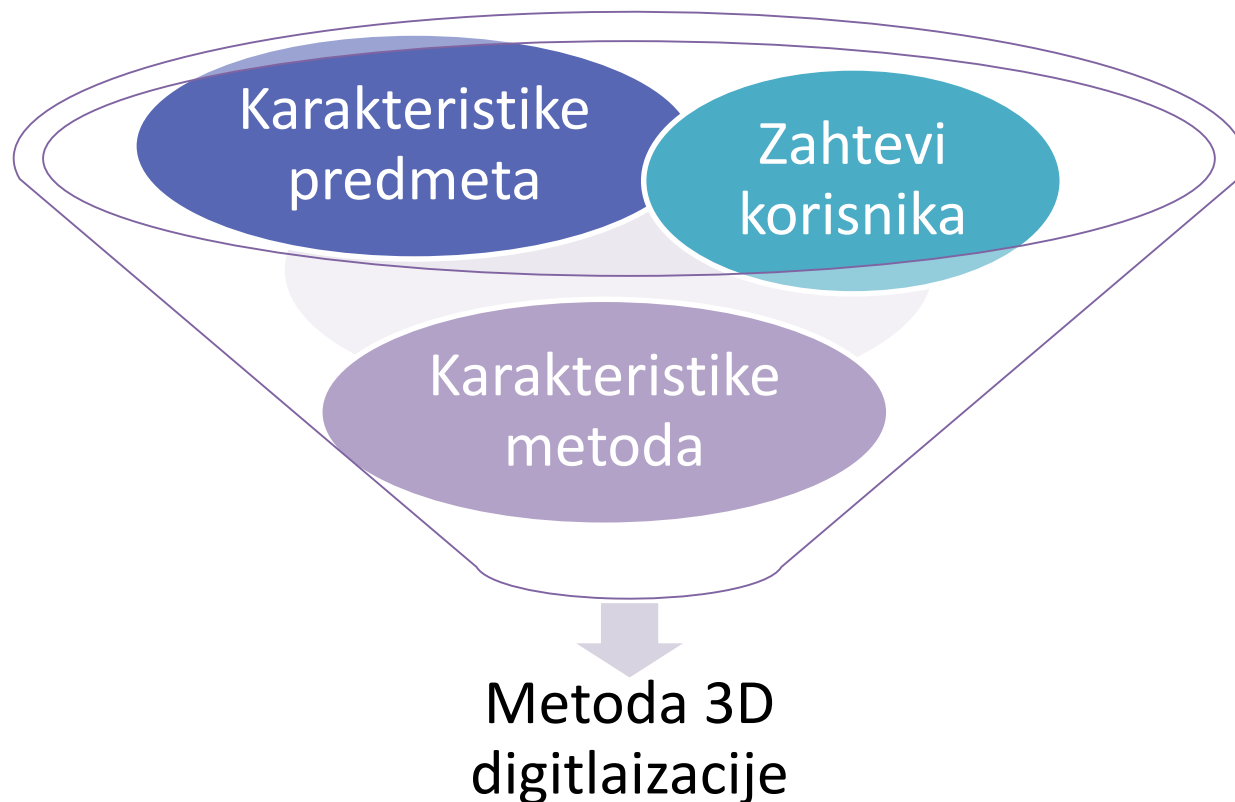 Karakteristike
predmeta
Zahtevi
korisnika
Karakteristike
metoda
Metoda 3D
digitlaizacije